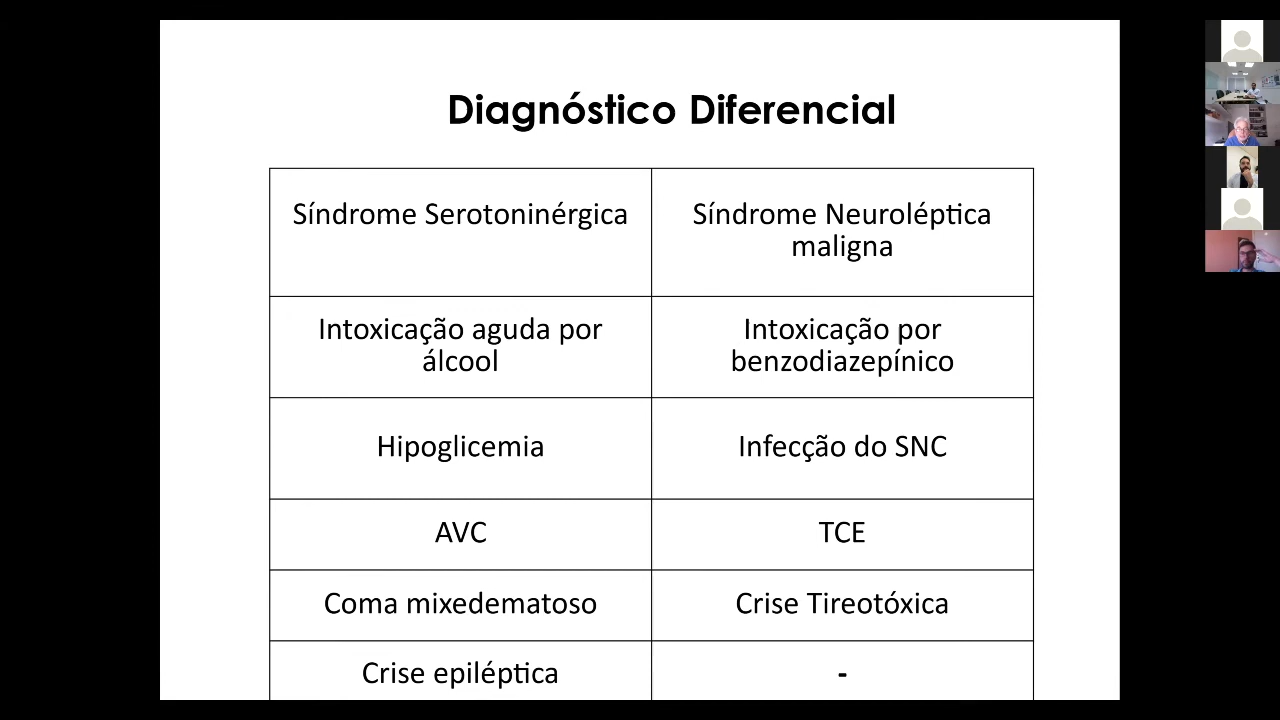 Diagnóstico Diferencial
Síndrome Serotoninérgica
Síndrome Neuroléptica
maligna
Intoxicação aguda por
álcool
Intoxicação por
benzodiazepínico
Hipoglicemia
Infecção do SNC
AVC
TCE
Coma mixedematoso
Crise Tireotóxica
Crise epiléptica
-